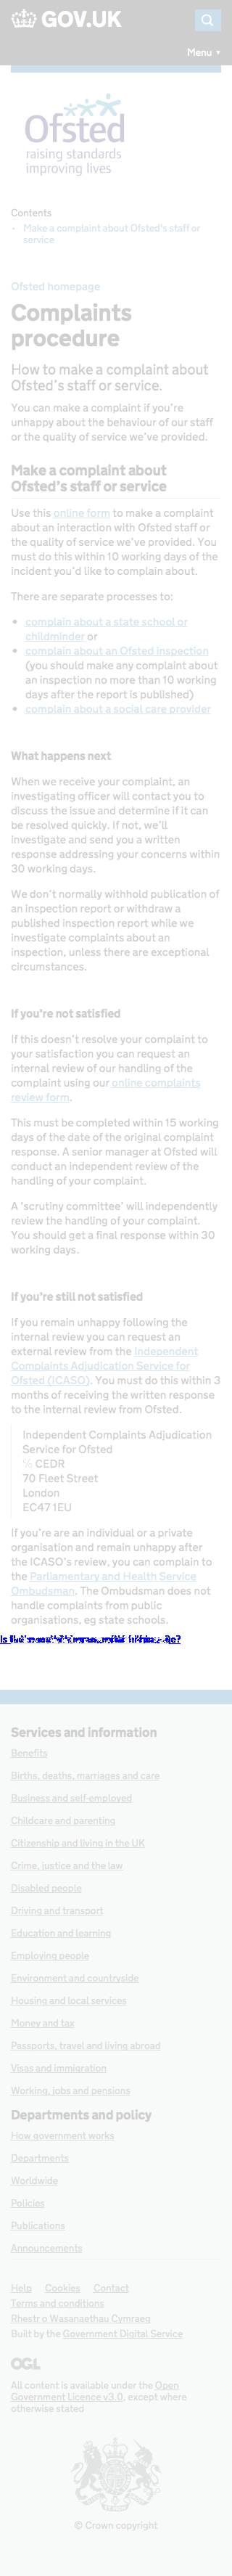 GOV.UK
Menu ▼
Ofsted
raising standards
improving lives
Contents
- Make a complaint about Ofsted's staff or
service
Ofsted homepage
Complaints
procedure
How to make a complaint about
Ofsted's staff or service.
You can make a complaint if you're
unhappy about the behaviour of our staff
or the quality of service we've provided.
Make a complaint about
Ofsted's staff or service
Use this online form to make a complaint
about an interaction with Ofsted staff or
the quality of service we've provided. You
must do this within 10 working days of the
incident you'd like to complain about.
There are separate processes to:
• complain about a state school or
childminder or
• complain about an Ofsted inspection
(you should make any complaint about
an inspection no more than 10 working
days after the report is published)
• complain about a social care provider
What happens next
When we receive your complaint, an
investigating officer will contact you to
discuss the issue and determine if it can
be resolved quickly. If not, we'll
investigate and send you a written
response addressing your concerns within
30 working days.
We don't normally withhold publication of
an inspection report or withdraw a
published inspection report while we
investigate complaints about an
inspection, unless there are exceptional
circumstances.
If you're not satisfied
If this doesn't resolve your complaint to
your satisfaction you can request an
internal review of our handling of the
complaint using our online complaints
review form.
This must be completed within 15 working
days of the date of the original complaint
response. A senior manager at Ofsted will
conduct an independent review of the
handling of your complaint.
A 'scrutiny committee' will independently
review the handling of your complaint.
You should get a final response within 30
working days.
If you're still not satisfied
If you remain unhappy following the
internal review you can request an
external review from the Independent
Complaints Adjudication Service for
Ofsted (ICASO). You must do this within 3
months of receiving the written response
to the internal review from Ofsted.
Independent Complaints Adjudication
Service for Ofsted
℅ CEDR
70 Fleet Street
London
EC47 1EU
If you're are an individual or a private
organisation and remain unhappy after
the ICASO's review, you can complain to
the Parliamentary and Health Service
Ombudsman. The Ombudsman does not
handle complaints from public
organisations, eg state schools.
Services and information
Benefits
Births, deaths, marriages and care
Business and self-employed
Childcare and parenting
Citizenship and living in the UK
Crime, justice and the law
Disabled people
Driving and transport
Education and learning
Employing people
Environment and countryside
Housing and local services
Money and tax
Passports, travel and living abroad
Visas and immigration
Working, jobs and pensions
Departments and policy
How government works
Departments
Worldwide
Policies
Publications
Announcements
Help Cookies Contact
Terms and conditions
Rhestr o Wasanaethau Cymraeg
Built by the Government Digital Service
OGL
All content is available under the Open
Government Licence v3.0, except where
otherwise stated
© Crown copyright